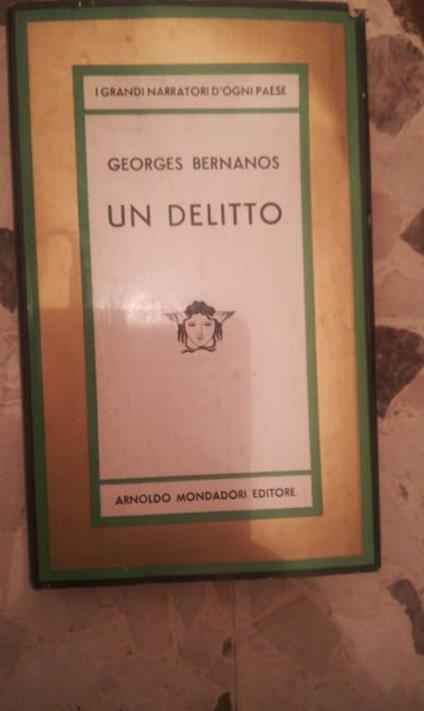 I GRANDI NARRATORI D'OGNI PAESE
GEORGES BERNANOS
UN DELITTO
ARNOLDO MONDADORI EDITORE